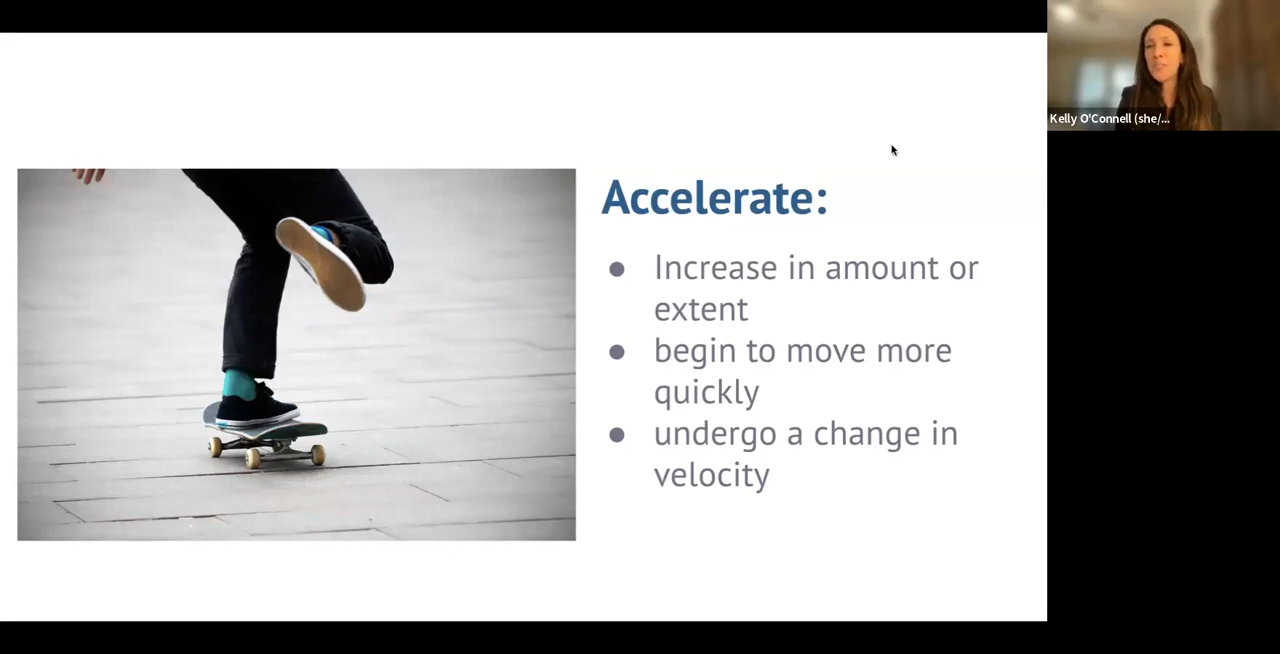 Kelly O'Connell (she/...
Accelerate:
● Increase in amount or
extent
● begin to move more
quickly
● undergo a change in
velocity